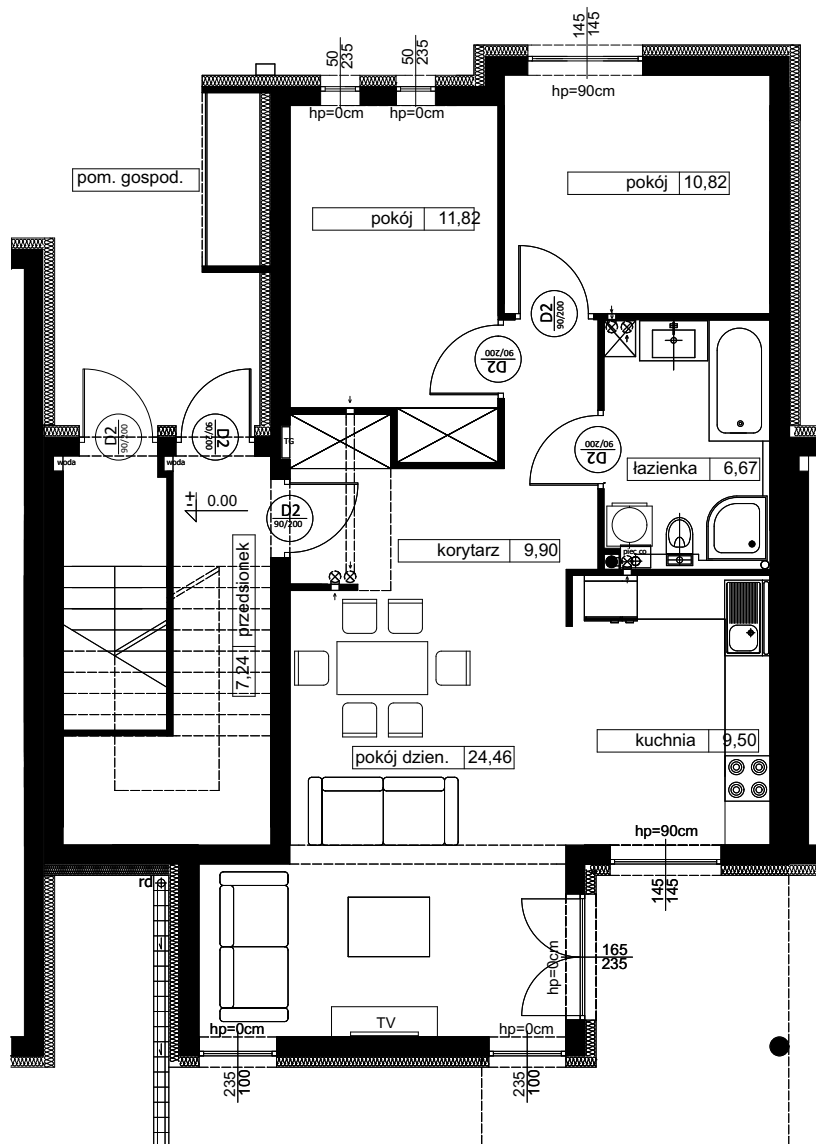 145
145
50
235
50
235
hp=0cm
hp=0cm
hp=90cm
pom. gospod.
pokój 11,82
pokój 10,82
D2
90/200
D2
90/200
D2
90/200
D2
90/200
D2
90/200
TG
woda
woda
łazienka 6,67
+ 0.00
D2
90/200
korytarz 9,90
piec co
7,24 przedsionek
kuchnia 9,50
pokój dzien. 24,46
hp=90cm
145
145
rd
165
235
hp=0cm
TV
hp=0cm
hp=0cm
235
100
235
100